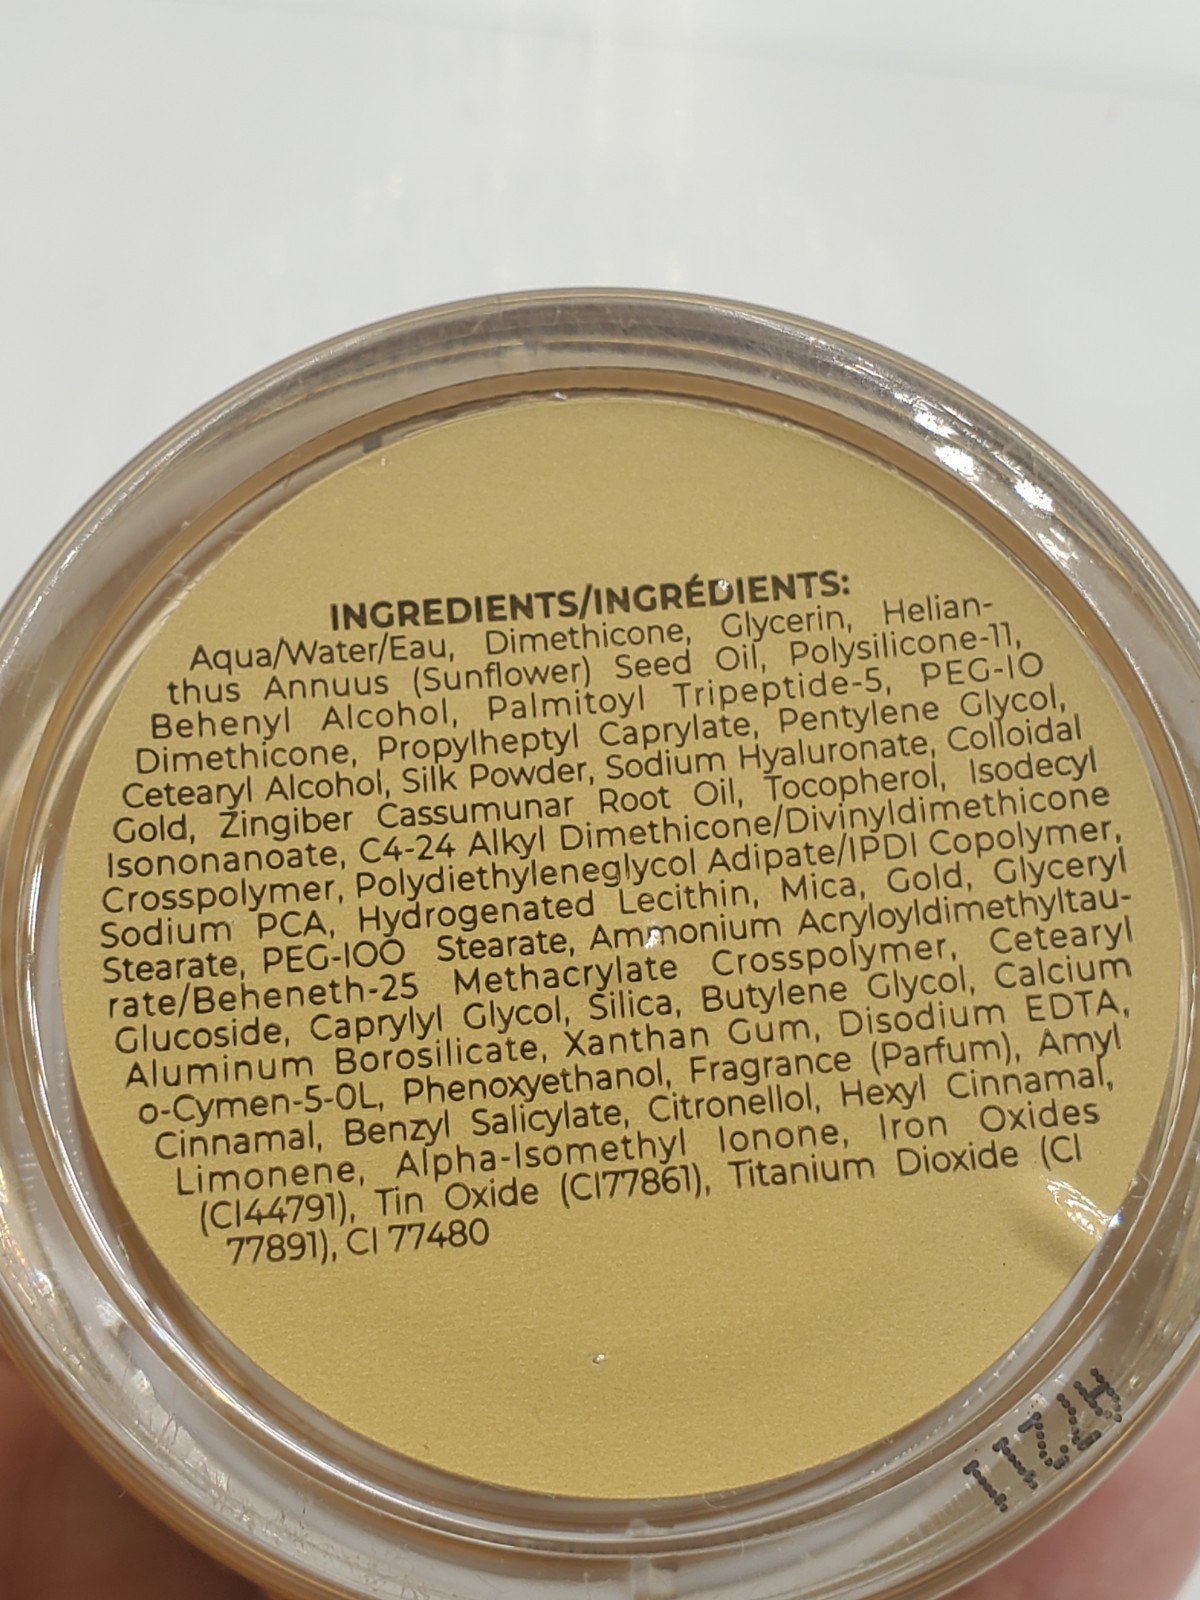 INGREDIENTS/INGRÉDIENTS:
Aqua/Water/Eau, Dimethicone, Glycerin, Helian-
thus Annuus (Sunflower) Seed Oil, Polysilicone-11,
Behenyl Alcohol, Palmitoyl Tripeptide-5, PEG-10
Dimethicone, Propylheptyl Caprylate, Pentylene Glycol,
Cetearyl Alcohol, Silk Powder, Sodium Hyaluronate, Colloidal
Gold, Zingiber Cassumunar Root Oil, Tocopherol, Isodecyl
Isononanoate, C4-24 Alkyl Dimethicone/Divinyldimethicone
Crosspolymer, Polydiethyleneglycol Adipate/IPDI Copolymer,
Sodium PCA, Hydrogenated Lecithin, Mica, Gold, Glyceryl
Stearate, PEG-100 Stearate, Ammonium Acryloyldimethyltau-
rate/Beheneth-25 Methacrylate Crosspolymer, Cetearyl
Glucoside, Caprylyl Glycol, Silica, Butylene Glycol, Calcium
Aluminum Borosilicate, Xanthan Gum, Disodium EDTA,
o-Cymen-5-OL, Phenoxyethanol, Fragrance (Parfum), Amyl
Cinnamal, Benzyl Salicylate, Citronellol, Hexyl Cinnamal,
Limonene, Alpha-Isomethyl Ionone, Iron Oxides
(CI44791), Tin Oxide (CI77861), Titanium Dioxide (CI
77891), CI 77480